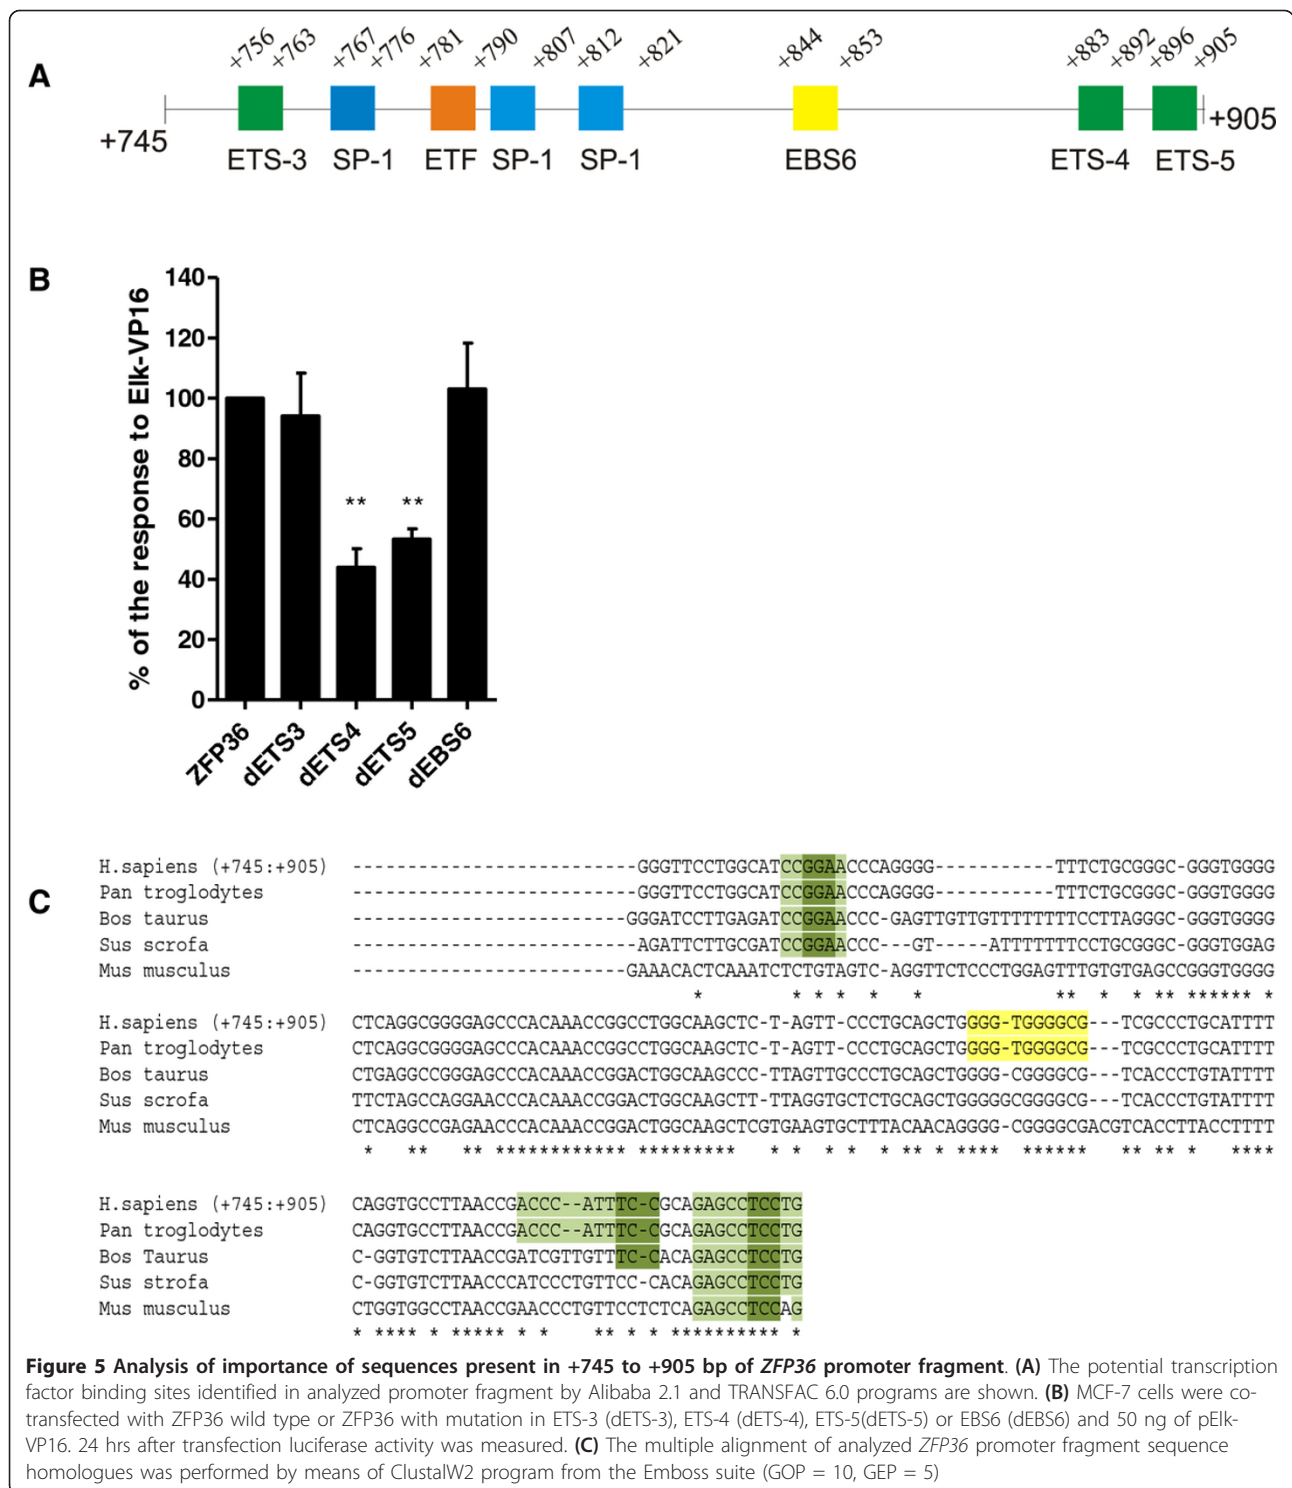 A
+756 +763 +767 +776 +781 +790 +807 +812 +821 +844 +853 +883 +892 +896 +905
+745 +905
ETS-3 SP-1 ETF SP-1 SP-1 EBS6 ETS-4 ETS-5
B
% of the response to Elk-VP16
140
120
100
80
60
40
20
0
** **
ZFP36 dETS3 dETS4 dETS5 dEBS6
C
H.sapiens (+745:+905) --------------------------GGGTTCCTGGCATCCGGAACCCAGGGG-----------TTTCTGCGGGC-GGGTGGGG
Pan troglodytes --------------------------GGGTTCCTGGCATCCGGAACCCAGGGG-----------TTTCTGCGGGC-GGGTGGGG
Bos taurus -------------------------GGGATCCTTGAGATCCGGAACCC-GAGTTGTTGTTTTTTTTCCTTAGGGC-GGGTGGGG
Sus scrofa --------------------------AGATTCTTGCGATCCGGAACCC---GT-----ATTTTTTTCCTGCGGGC-GGGTGGAG
Mus musculus -------------------------GAAACACTCAAATCTCTGTAGTC-AGGTTCTCCCTGGAGTTTGTGTGAGCCGGGTGGGG
* * * * * * ** * * ** ****** *
H.sapiens (+745:+905) CTCAGGCGGGGAGCCCACAAACCGGCCTGGCAAGCTC-T-AGTT-CCCTGCAGCTGGGG-TGGGGCG---TCGCCCTGCATTTT
Pan troglodytes CTCAGGCGGGGAGCCCACAAACCGGCCTGGCAAGCTC-T-AGTT-CCCTGCAGCTGGGG-TGGGGCG---TCGCCCTGCATTTT
Bos taurus CTGAGGCCGGGAGCCCACAAACCGGACTGGCAAGCCC-TTAGTTGCCCTGCAGCTGGGG-CGGGGCG---TCACCCTGTATTTT
Sus scrofa TTCTAGCCAGGAACCCACAAACCGGACTGGCAAGCTT-TTAGGTGCTCTGCAGCTGGGGGCGGGGCG---TCACCCTGTATTTT
Mus musculus CTCAGGCCGAGAACCCACAAACCGGACTGGCAAGCTCGTGAAGTGCTTTACAACAGGGG-CGGGGCGACGTCACCTTACCTTTT
* ** ** ************ ********* * * * * ** * **** ****** ** ** * ****
H.sapiens (+745:+905) CAGGTGCCTTAACCGACCC--ATTTC-CGCAGAGCCTCCTG
Pan troglodytes CAGGTGCCTTAACCGACCC--ATTTC-CGCAGAGCCTCCTG
Bos Taurus C-GGTGTCTTAACCGATCGTTGTTTC-CACAGAGCCTCCTG
Sus strofa C-GGTGTCTTAACCCATCCCTGTTCC-CACAGAGCCTCCTG
Mus musculus CTGGTGGCCTAACCGAACCCTGTTCCTCTCAGAGCCTCCAG
* **** * ***** * * ** * * ********** *
Figure 5 Analysis of importance of sequences present in +745 to +905 bp of ZFP36 promoter fragment. (A) The potential transcription
factor binding sites identified in analyzed promoter fragment by Alibaba 2.1 and TRANSFAC 6.0 programs are shown. (B) MCF-7 cells were co-
transfected with ZFP36 wild type or ZFP36 with mutation in ETS-3 (dETS-3), ETS-4 (dETS-4), ETS-5(dETS-5) or EBS6 (dEBS6) and 50 ng of pElk-
VP16. 24 hrs after transfection luciferase activity was measured. (C) The multiple alignment of analyzed ZFP36 promoter fragment sequence
homologues was performed by means of ClustalW2 program from the Emboss suite (GOP = 10, GEP = 5)